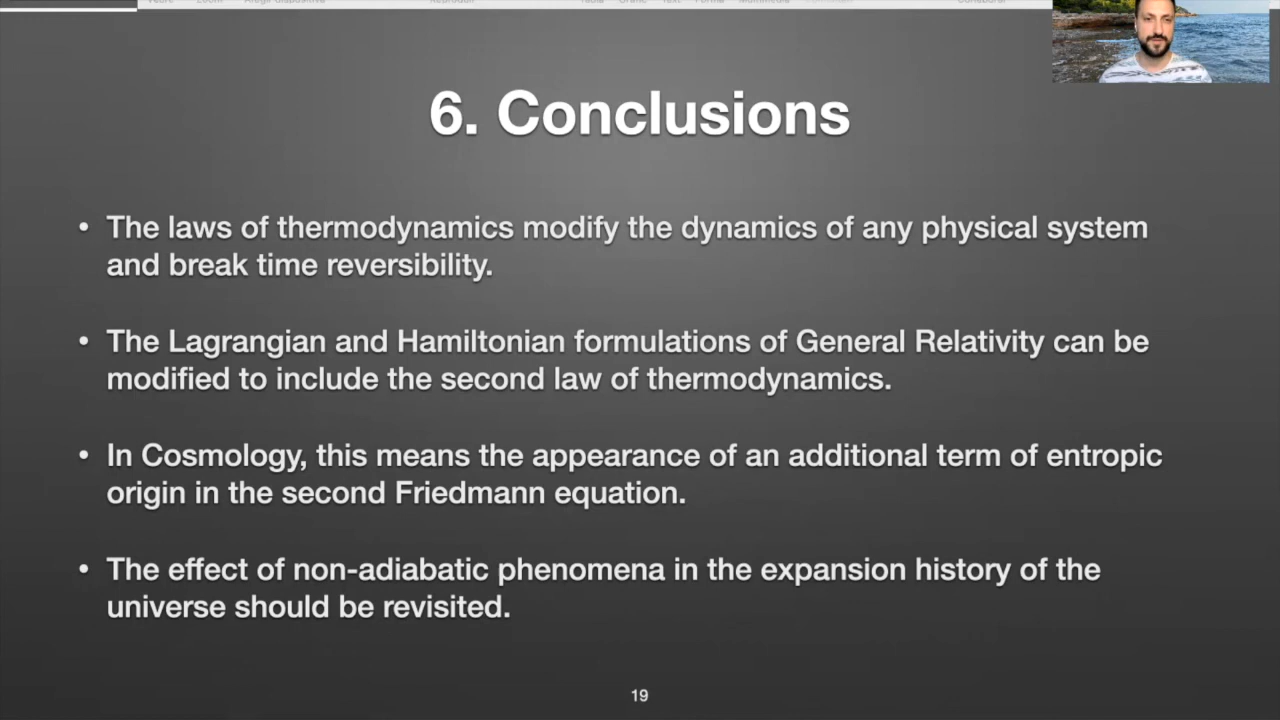 6. Conclusions
• The laws of thermodynamics modify the dynamics of any physical system
and break time reversibility.
• The Lagrangian and Hamiltonian formulations of General Relativity can be
modified to include the second law of thermodynamics.
• In Cosmology, this means the appearance of an additional term of entropic
origin in the second Friedmann equation.
• The effect of non-adiabatic phenomena in the expansion history of the
universe should be revisited.
19